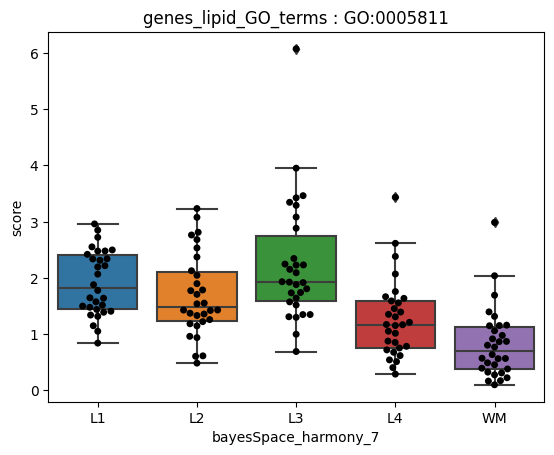 genes_lipid_GO_terms : GO:0005811
6
5
4
3
2
1
0
score
L1 L2 L3 L4 WM
bayesSpace_harmony_7